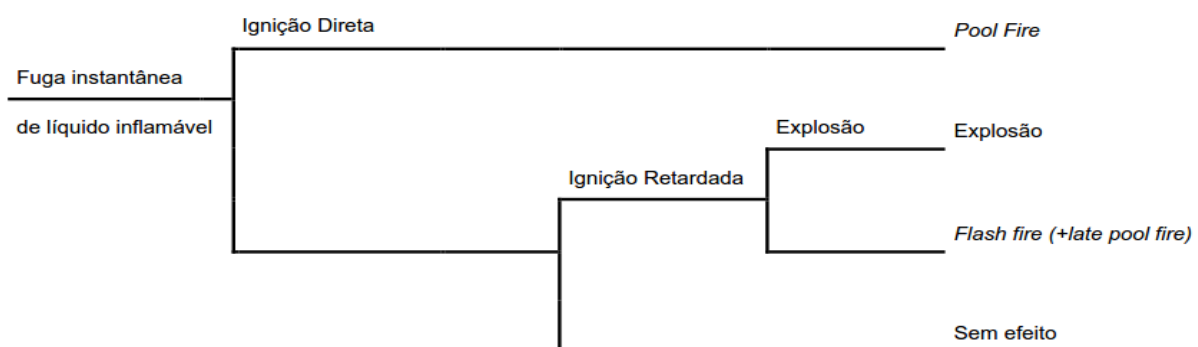 Ignição Direta
Pool Fire
Fuga instantânea
de líquido inflamável
Explosão
Explosão
Ignição Retardada
Flash fire (+late pool fire)
Sem efeito